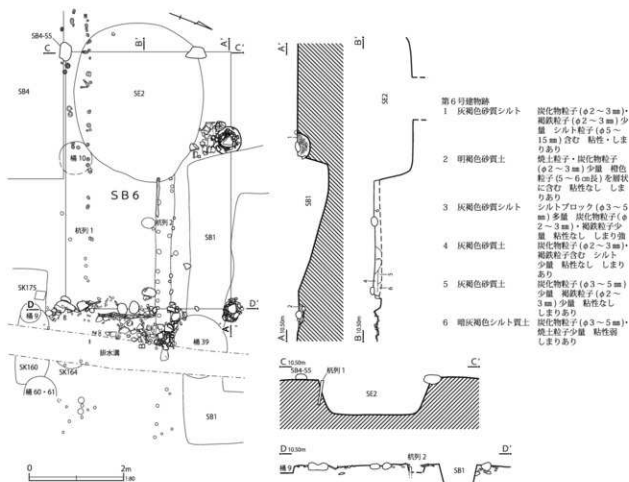 SB4-S5
C
B'
A'
C'
SB4
SE2
桶10
SB6
杭列2
杭列1
SB1
SK175
D
桶9
D'
排水溝
桶39
SK160
SK164
桶60・61
SB1
0
2m
1:80
A'
1
SB1
2
A 10.50m
B'
SE2
B 10.50m
C 10.50m
C'
SB4-S5
杭列1
SE2
D 10.50m
D'
桶9
杭列2
SB1
第6号建物跡
1 灰褐色砂質シルト 炭化物粒子(φ2～3㎜)・
褐鉄粒子(φ2～3㎜)少
量 シルト粒子(φ5～
15㎜)含む 粘性・しま
りあり
2 明褐色砂質土 焼土粒子・炭化物粒子
(φ2～3㎜)少量 橙色
粒子(5～6㎝長)を層状
に含む 粘性なし しま
りあり
3 灰褐色砂質シルト シルトブロック(φ3～5
㎜)多量 炭化物粒子(φ
2～3㎜)・褐鉄粒子少
量 粘性なし しまり強
4 灰褐色砂質土 炭化物粒子(φ2～3㎜)・
褐鉄粒子含む シルト
少量 粘性なし しまり
あり
5 灰褐色砂質土 炭化物粒子(φ3～5㎜)
少量 褐鉄粒子(φ2～
3㎜)少量 粘性なし
しまりあり
6 暗灰褐色シルト質土 炭化物粒子(φ3～5㎜)・
焼土粒子少量 粘性弱
しまりあり